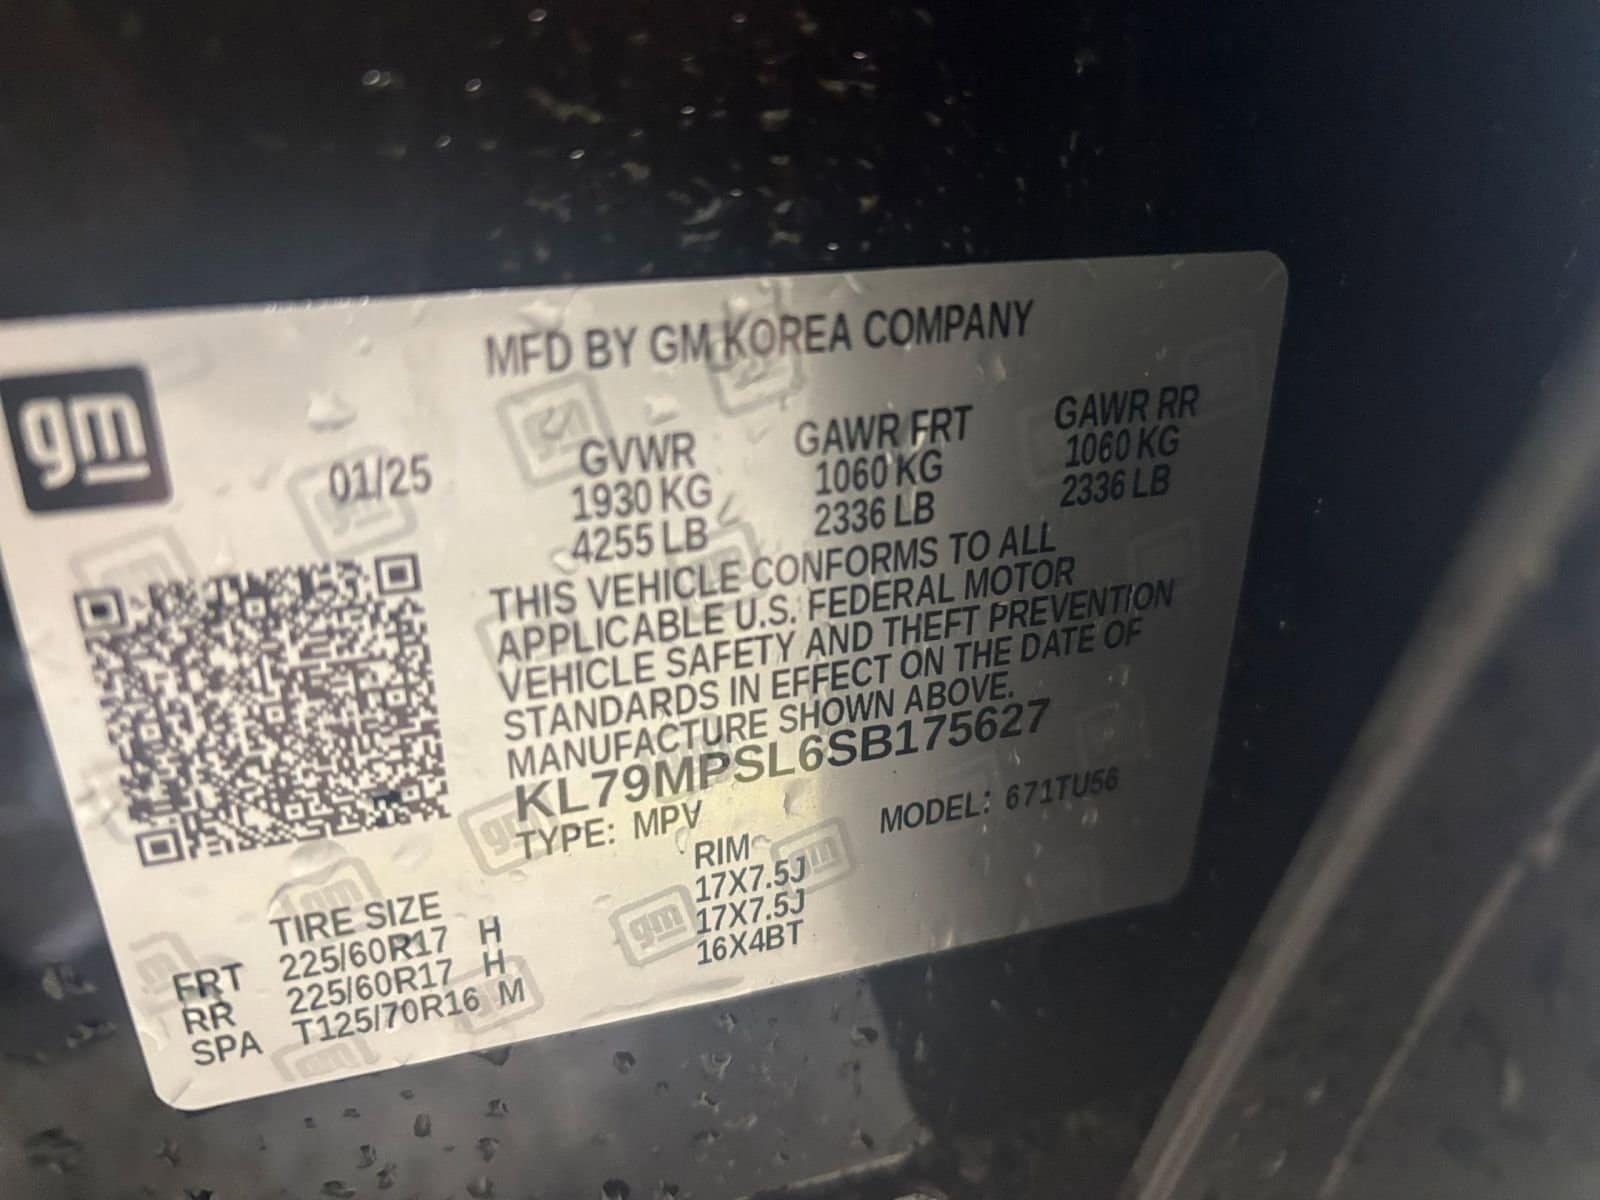 gm
MFD BY GM KOREA COMPANY
01/25
GVWR GAWR FRT GAWR RR
1930 KG 1060 KG 1060 KG
4255 LB 2336 LB 2336 LB
THIS VEHICLE CONFORMS TO ALL
APPLICABLE U.S. FEDERAL MOTOR
VEHICLE SAFETY AND THEFT PREVENTION
STANDARDS IN EFFECT ON THE DATE OF
MANUFACTURE SHOWN ABOVE.
KL79MPSL6SB175627
TYPE: MPV MODEL: 671TU56
TIRE SIZE RIM
FRT 225/60R17 H 17X7.5J
RR 225/60R17 H 17X7.5J
SPA T125/70R16 M 16X4BT